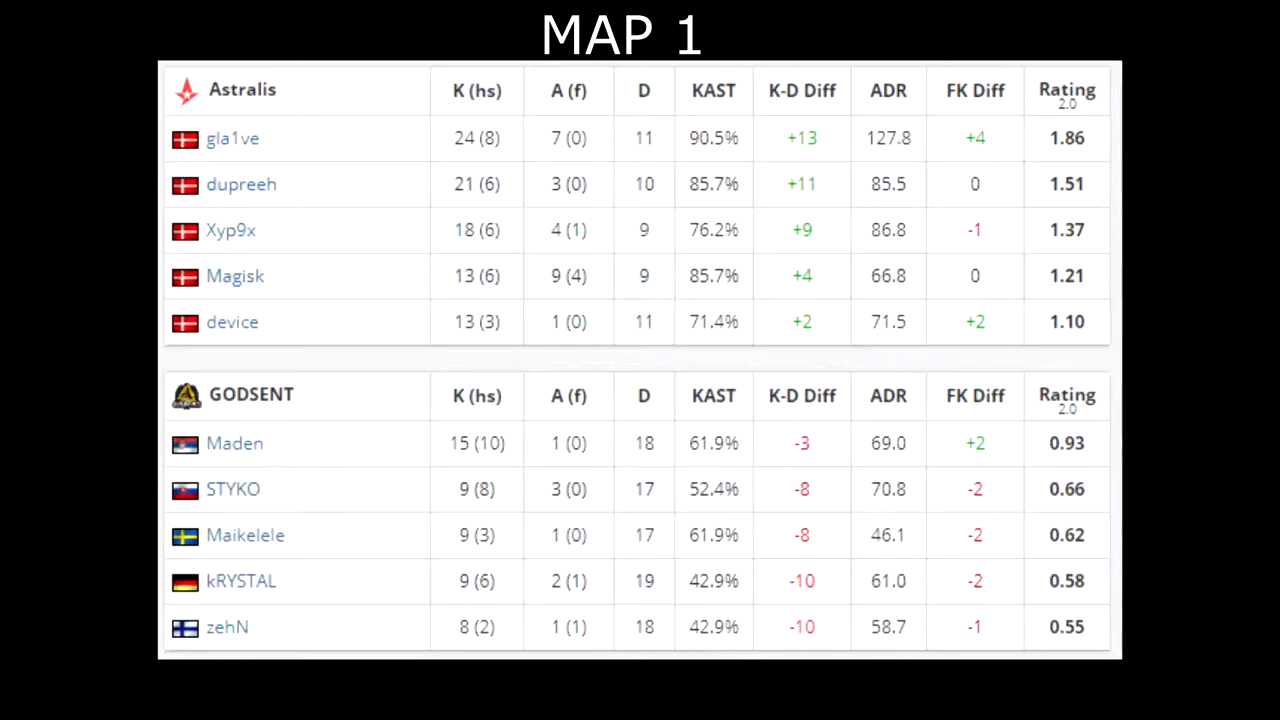 MAP 1
Astralis K (hs) A (f) D KAST K-D Diff ADR FK Diff Rating 2.0
gla1ve 24 (8) 7 (0) 11 90.5% +13 127.8 +4 1.86
dupreeh 21 (6) 3 (0) 10 85.7% +11 85.5 0 1.51
Xyp9x 18 (6) 4 (1) 9 76.2% +9 86.8 -1 1.37
Magisk 13 (6) 9 (4) 9 85.7% +4 66.8 0 1.21
device 13 (3) 1 (0) 11 71.4% +2 71.5 +2 1.10
GODSENT K (hs) A (f) D KAST K-D Diff ADR FK Diff Rating 2.0
Maden 15 (10) 1 (0) 18 61.9% -3 69.0 +2 0.93
STYKO 9 (8) 3 (0) 17 52.4% -8 70.8 -2 0.66
Maikelele 9 (3) 1 (0) 17 61.9% -8 46.1 -2 0.62
kRYSTAL 9 (6) 2 (1) 19 42.9% -10 61.0 -2 0.58
zehN 8 (2) 1 (1) 18 42.9% -10 58.7 -1 0.55